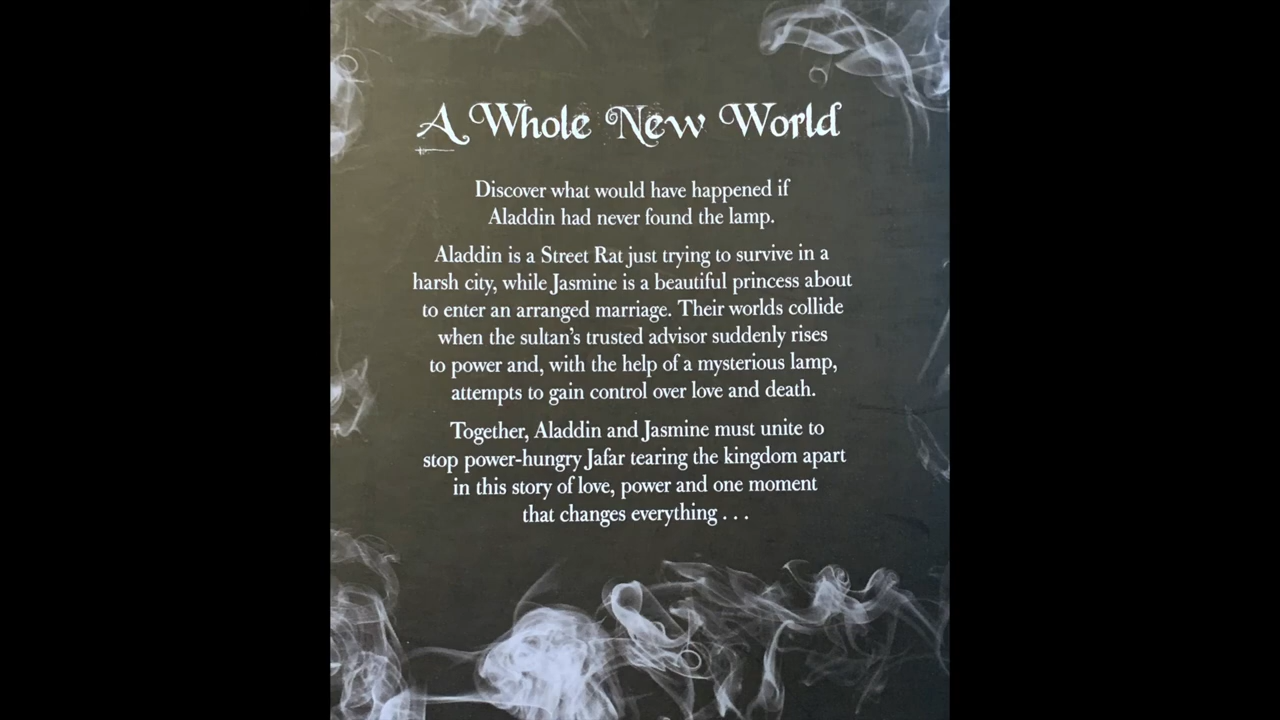 A Whole New World
Discover what would have happened if
Aladdin had never found the lamp.
Aladdin is a Street Rat just trying to survive in a
harsh city, while Jasmine is a beautiful princess about
to enter an arranged marriage. Their worlds collide
when the sultan’s trusted advisor suddenly rises
to power and, with the help of a mysterious lamp,
attempts to gain control over love and death.
Together, Aladdin and Jasmine must unite to
stop power-hungry Jafar tearing the kingdom apart
in this story of love, power and one moment
that changes everything . . .